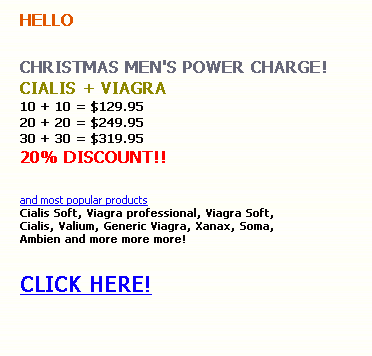 HELLO
CHRISTMAS MEN'S POWER CHARGE!
CIALIS + VIAGRA
10 + 10 = $129.95
20 + 20 = $249.95
30 + 30 = $319.95
20% DISCOUNT!!
and most popular products
Cialis Soft, Viagra professional, Viagra Soft,
Cialis, Valium, Generic Viagra, Xanax, Soma,
Ambien and more more more!
CLICK HERE!